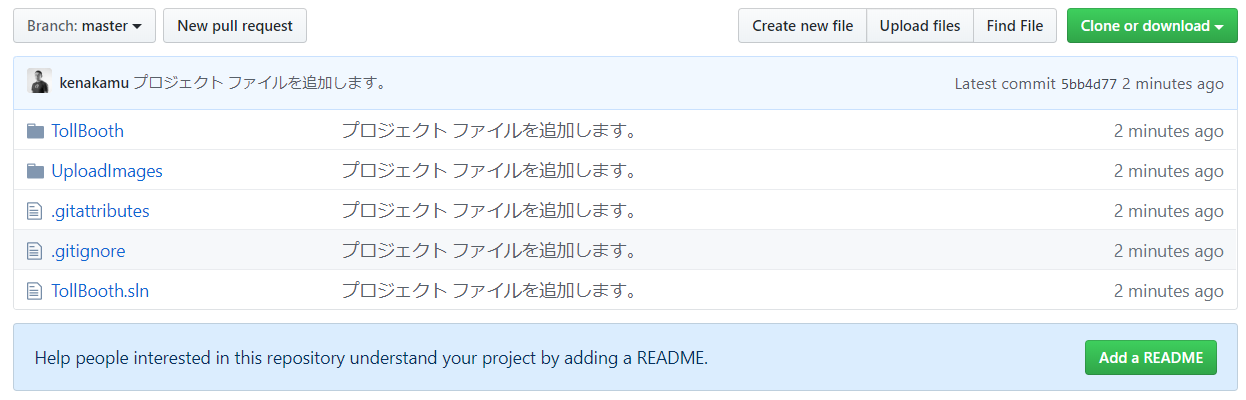 Branch: master New pull request Create new file Upload files Find File Clone or download
kenakamu プロジェクト ファイルを追加します。 Latest commit 5bb4d77 2 minutes ago
TollBooth プロジェクト ファイルを追加します。 2 minutes ago
UploadImages プロジェクト ファイルを追加します。 2 minutes ago
.gitattributes プロジェクト ファイルを追加します。 2 minutes ago
.gitignore プロジェクト ファイルを追加します。 2 minutes ago
TollBooth.sln プロジェクト ファイルを追加します。 2 minutes ago
Help people interested in this repository understand your project by adding a README. Add a README